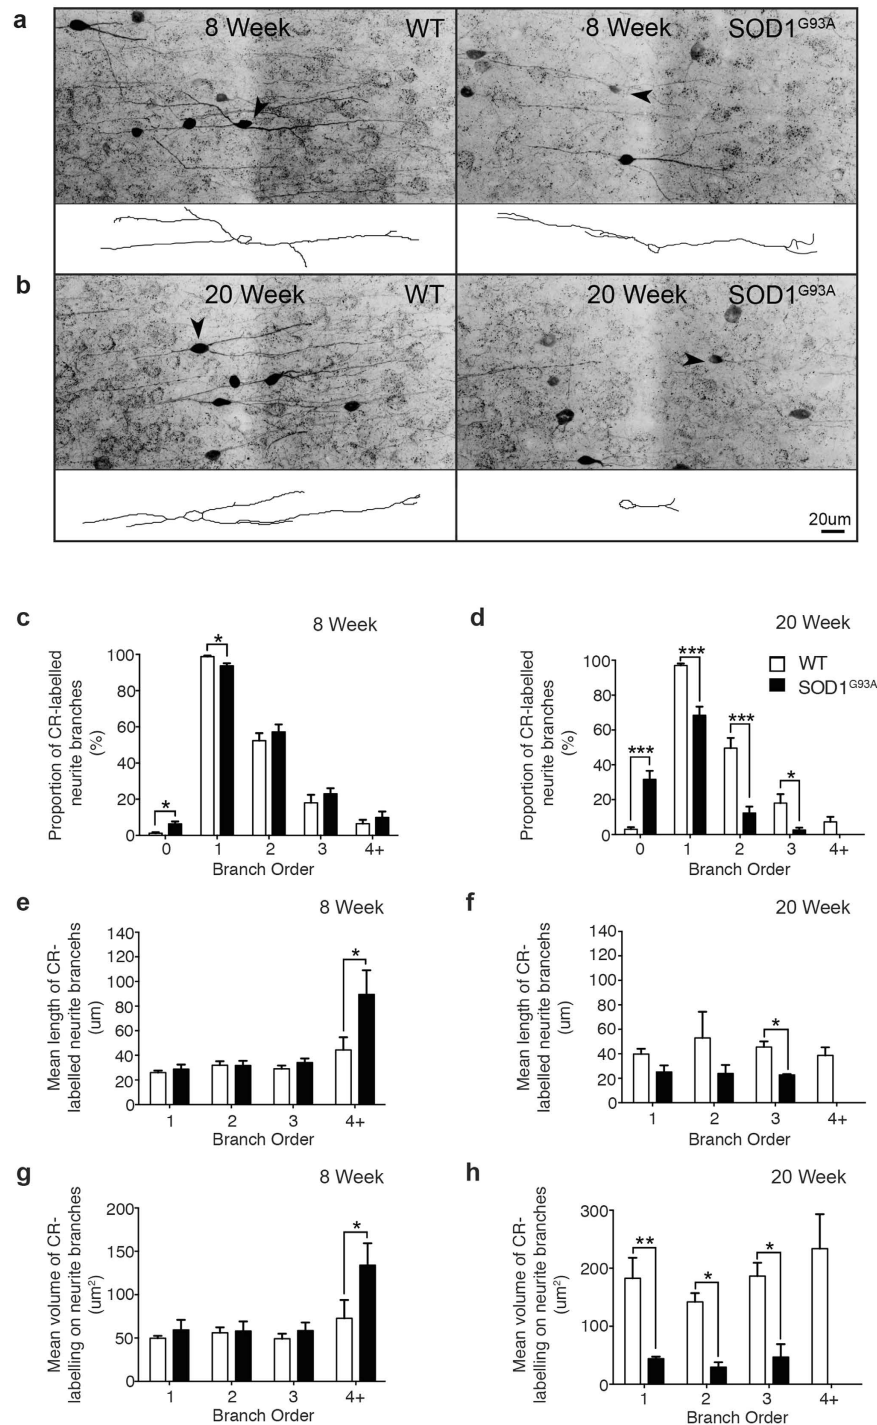 a
8 Week WT
8 Week SOD1G93A
b
20 Week WT
20 Week SOD1G93A
20um
c
8 Week
Proportion of CR-labelled
neurite branches
(%)
100
80
60
40
20
0
*
*
0 1 2 3 4+
Branch Order
d
20 Week
WT
SOD1G93A
Proportion of CR-labelled
neurite branches
(%)
100
80
60
40
20
0
***
***
***
*
0 1 2 3 4+
Branch Order
e
8 Week
Mean length of CR-
labelled neurite brancehs
(um)
140
120
100
80
60
40
20
0
*
1 2 3 4+
Branch Order
f
20 Week
Mean length of CR-
labelled neurite branches
(um)
140
120
100
80
60
40
20
0
*
1 2 3 4+
Branch Order
g
8 Week
Mean volume of CR-
labelling on neurite branches
(um2)
200
150
100
50
0
*
1 2 3 4+
Branch Order
h
20 Week
Mean volume of CR-
labelling on neurite branches
(um2)
300
200
100
0
**
*
*
1 2 3 4+
Branch Order